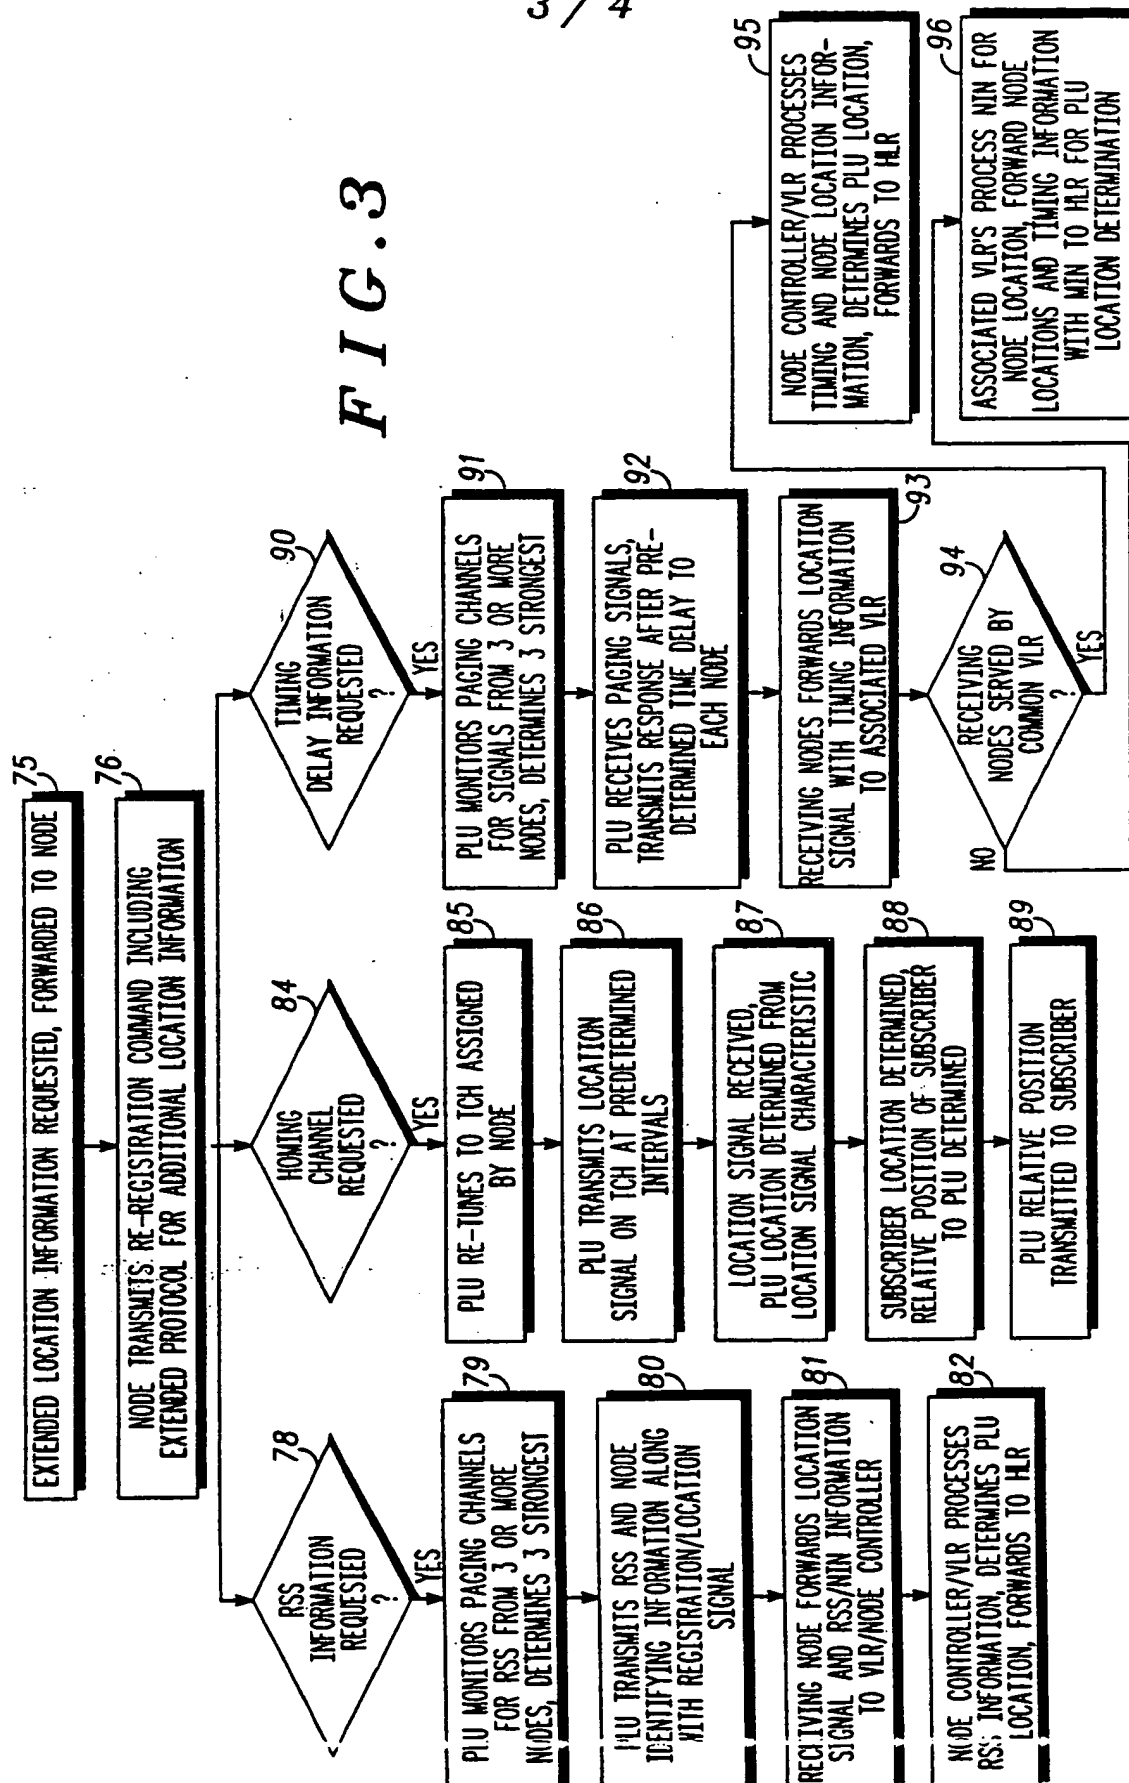 3/4
FIG.3
75
EXTENDED LOCATION INFORMATION REQUESTED, FORWARDED TO NODE
76
NODE TRANSMITS RE-REGISTRATION COMMAND INCLUDING
EXTENDED PROTOCOL FOR ADDITIONAL LOCATION INFORMATION
78
RSS
INFORMATION
REQUESTED
?
YES
79
PLU MONITORS PAGING CHANNELS
FOR RSS FROM 3 OR MORE
NODES, DETERMINES 3 STRONGEST
80
PLU TRANSMITS RSS AND NODE
IDENTIFYING INFORMATION ALONG
WITH REGISTRATION/LOCATION
SIGNAL
81
RECEIVING NODE FORWARDS LOCATION
SIGNAL AND RSS/NIN INFORMATION
TO VLR/NODE CONTROLLER
82
NODE CONTROLLER/VLR PROCESSES
RSS INFORMATION, DETERMINES PLU
LOCATION, FORWARDS TO HLR
84
HOMING
CHANNEL
REQUESTED
?
YES
85
PLU RE-TUNES TO TCH ASSIGNED
BY NODE
86
PLU TRANSMITS LOCATION
SIGNAL ON TCH AT PREDETERMINED
INTERVALS
87
LOCATION SIGNAL RECEIVED,
PLU LOCATION DETERMINED FROM
LOCATION SIGNAL CHARACTERISTIC
88
SUBSCRIBER LOCATION DETERMINED,
RELATIVE POSITION OF SUBSCRIBER
TO PLU DETERMINED
89
PLU RELATIVE POSITION
TRANSMITTED TO SUBSCRIBER
90
TIMING
DELAY INFORMATION
REQUESTED
?
YES
91
PLU MONITORS PAGING CHANNELS
FOR SIGNALS FROM 3 OR MORE
NODES, DETERMINES 3 STRONGEST
92
PLU RECEIVES PAGING SIGNALS,
TRANSMITS RESPONSE AFTER PRE-
DETERMINED TIME DELAY TO
EACH NODE
93
RECEIVING NODES FORWARDS LOCATION
SIGNAL WITH TIMING INFORMATION
TO ASSOCIATED VLR
94
RECEIVING
NODES SERVED BY
COMMON VLR
?
NO
YES
95
NODE CONTROLLER/VLR PROCESSES
TIMING AND NODE LOCATION INFOR-
MATION, DETERMINES PLU LOCATION,
FORWARDS TO HLR
96
ASSOCIATED VLR'S PROCESS NIN FOR
NODE LOCATION, FORWARD NODE
LOCATIONS AND TIMING INFORMATION
WITH MIN TO HLR FOR PLU
LOCATION DETERMINATION